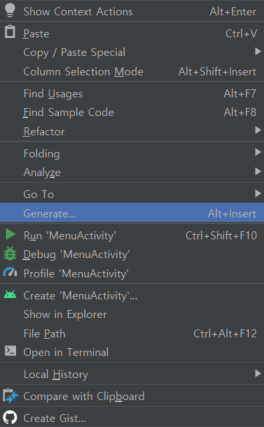 Show Context Actions Alt+Enter
Paste Ctrl+V
Copy / Paste Special
Column Selection Mode Alt+Shift+Insert
Find Usages Alt+F7
Find Sample Code Alt+F8
Refactor
Folding
Analyze
Go To
Generate... Alt+Insert
Run 'MenuActivity' Ctrl+Shift+F10
Debug 'MenuActivity'
Profile 'MenuActivity'
Create 'MenuActivity'...
Show in Explorer
File Path Ctrl+Alt+F12
Open in Terminal
Local History
Compare with Clipboard
Create Gist...